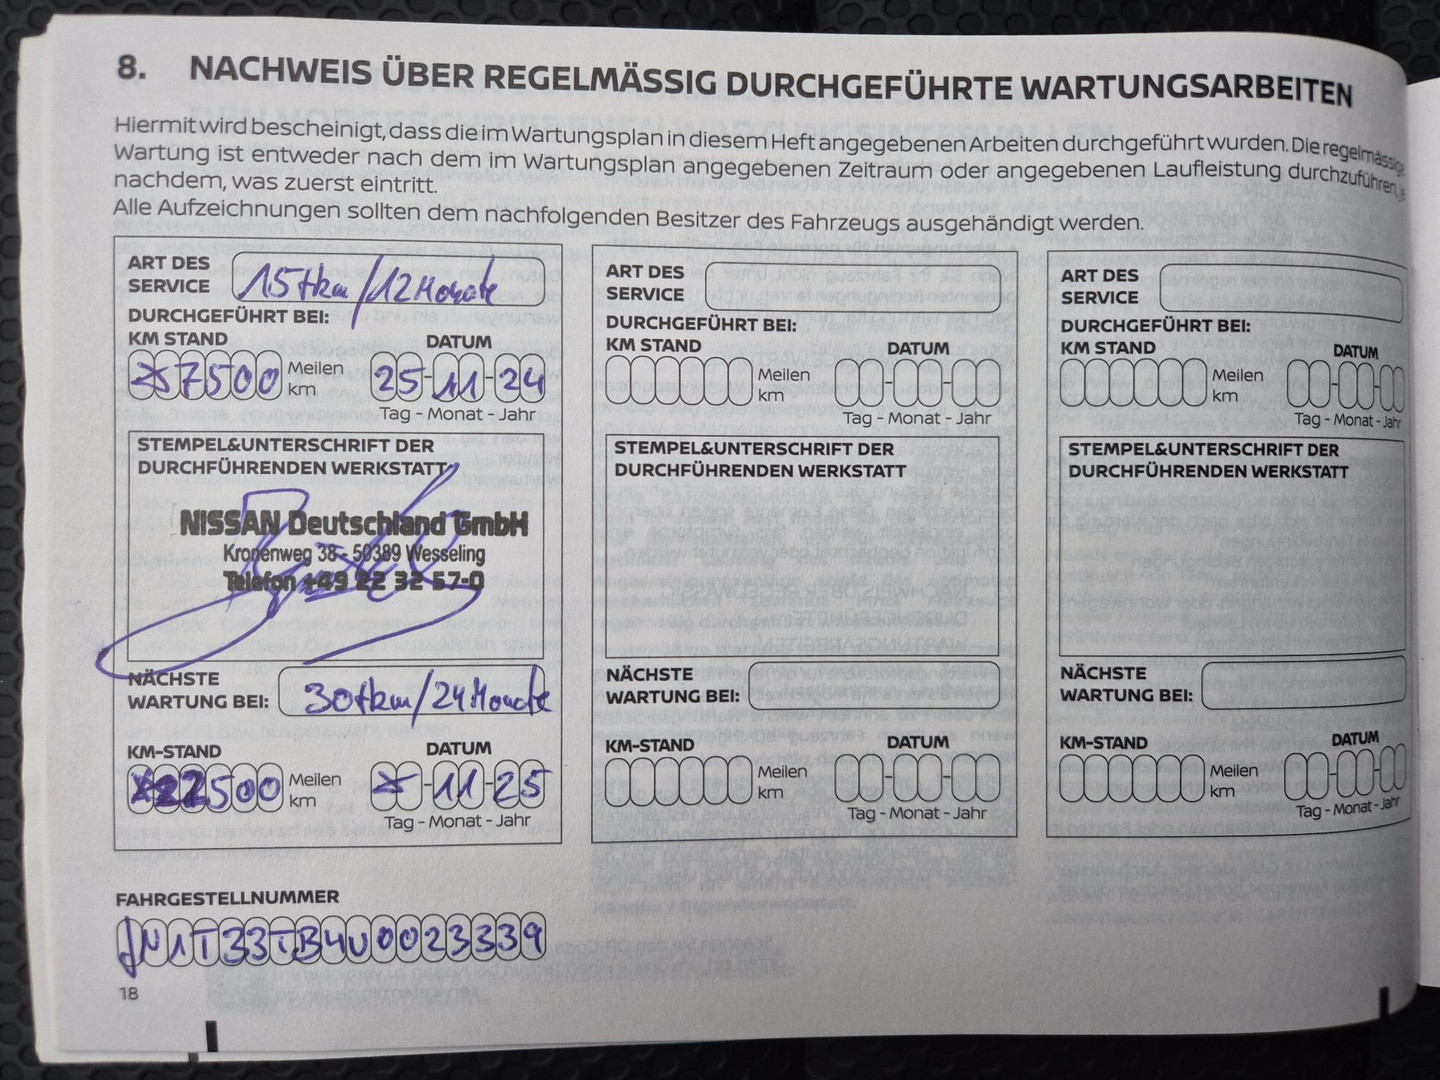 8. NACHWEIS ÜBER REGELMÄSSIG DURCHGEFÜHRTE WARTUNGSARBEITEN
Hiermit wird bescheinigt, dass die im Wartungsplan in diesem Heft angegebenen Arbeiten durchgeführt wurden. Die regelmässige
Wartung ist entweder nach dem im Wartungsplan angegebenen Zeitraum oder angegebenen Laufleistung durchzuführen, je
nachdem, was zuerst eintritt.
Alle Aufzeichnungen sollten dem nachfolgenden Besitzer des Fahrzeugs ausgehändigt werden.
ART DES
SERVICE
15tkm/12 Monate
DURCHGEFÜHRT BEI:
KM STAND
DATUM
7500
Meilen
km
25-11-24
Tag - Monat - Jahr
STEMPEL&UNTERSCHRIFT DER
DURCHFÜHRENDEN WERKSTATT
NISSAN Deutschland GmbH
Kronenweg 38 - 50389 Wesseling
Telefon +49 22 32 57-0
NÄCHSTE
WARTUNG BEI:
30tkm/24 Monate
KM-STAND
DATUM
22500
Meilen
km
-11-25
Tag - Monat - Jahr
ART DES
SERVICE
DURCHGEFÜHRT BEI:
KM STAND
DATUM
Meilen
km
Tag - Monat - Jahr
STEMPEL&UNTERSCHRIFT DER
DURCHFÜHRENDEN WERKSTATT
NÄCHSTE
WARTUNG BEI:
KM-STAND
DATUM
Meilen
km
Tag - Monat - Jahr
ART DES
SERVICE
DURCHGEFÜHRT BEI:
KM STAND
DATUM
Meilen
km
Tag - Monat - Jahr
STEMPEL&UNTERSCHRIFT DER
DURCHFÜHRENDEN WERKSTATT
NÄCHSTE
WARTUNG BEI:
KM-STAND
DATUM
Meilen
km
Tag - Monat - Jahr
FAHRGESTELLNUMMER
JN1T33TB4U0023339
18